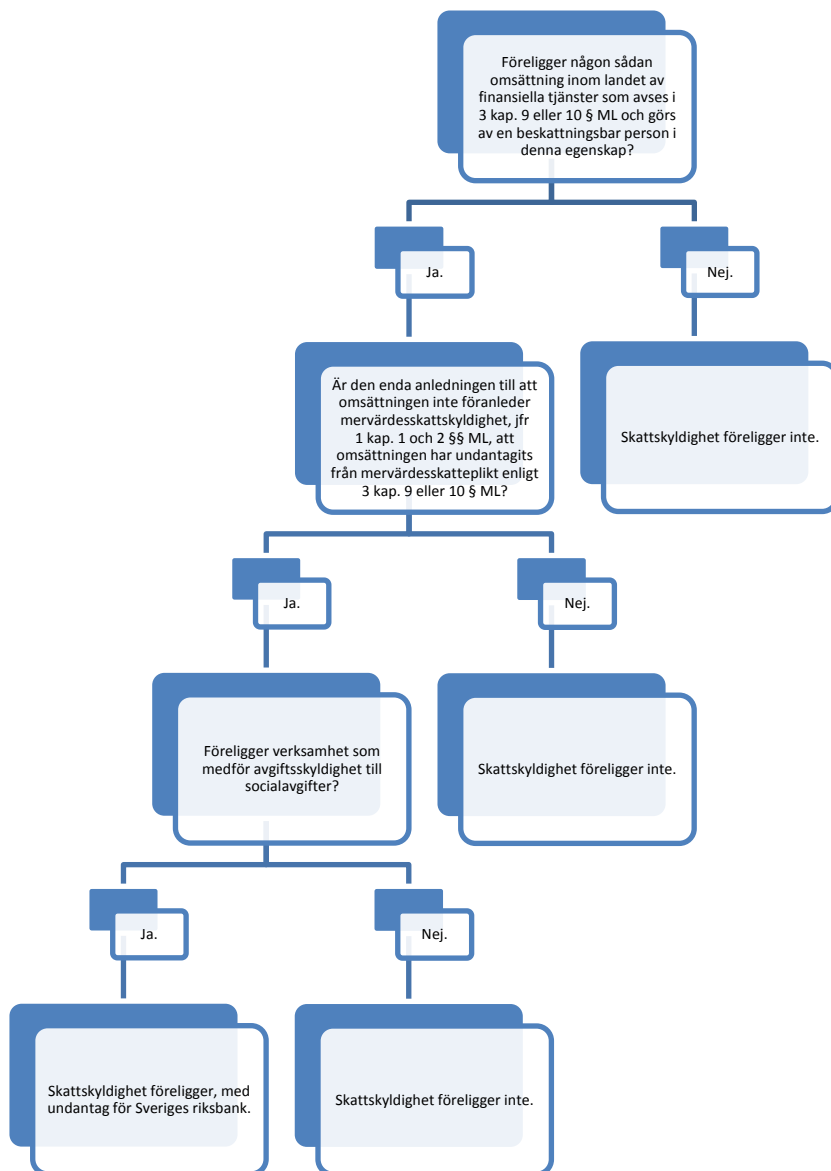 Föreligger någon sådan
omsättning inom landet av
finansiella tjänster som avses i
3 kap. 9 eller 10 § ML och görs
av en beskattningsbar person i
denna egenskap?
Ja.
Nej.
Är den enda anledningen till att
omsättningen inte föranleder
mervärdesskattskyldighet, jfr
1 kap. 1 och 2 §§ ML, att
omsättningen har undantagits
från mervärdesskatteplikt enligt
3 kap. 9 eller 10 § ML?
Skattskyldighet föreligger inte.
Ja.
Nej.
Föreligger verksamhet som
medför avgiftsskyldighet till
socialavgifter?
Skattskyldighet föreligger inte.
Ja.
Nej.
Skattskyldighet föreligger, med
undantag för Sveriges riksbank.
Skattskyldighet föreligger inte.